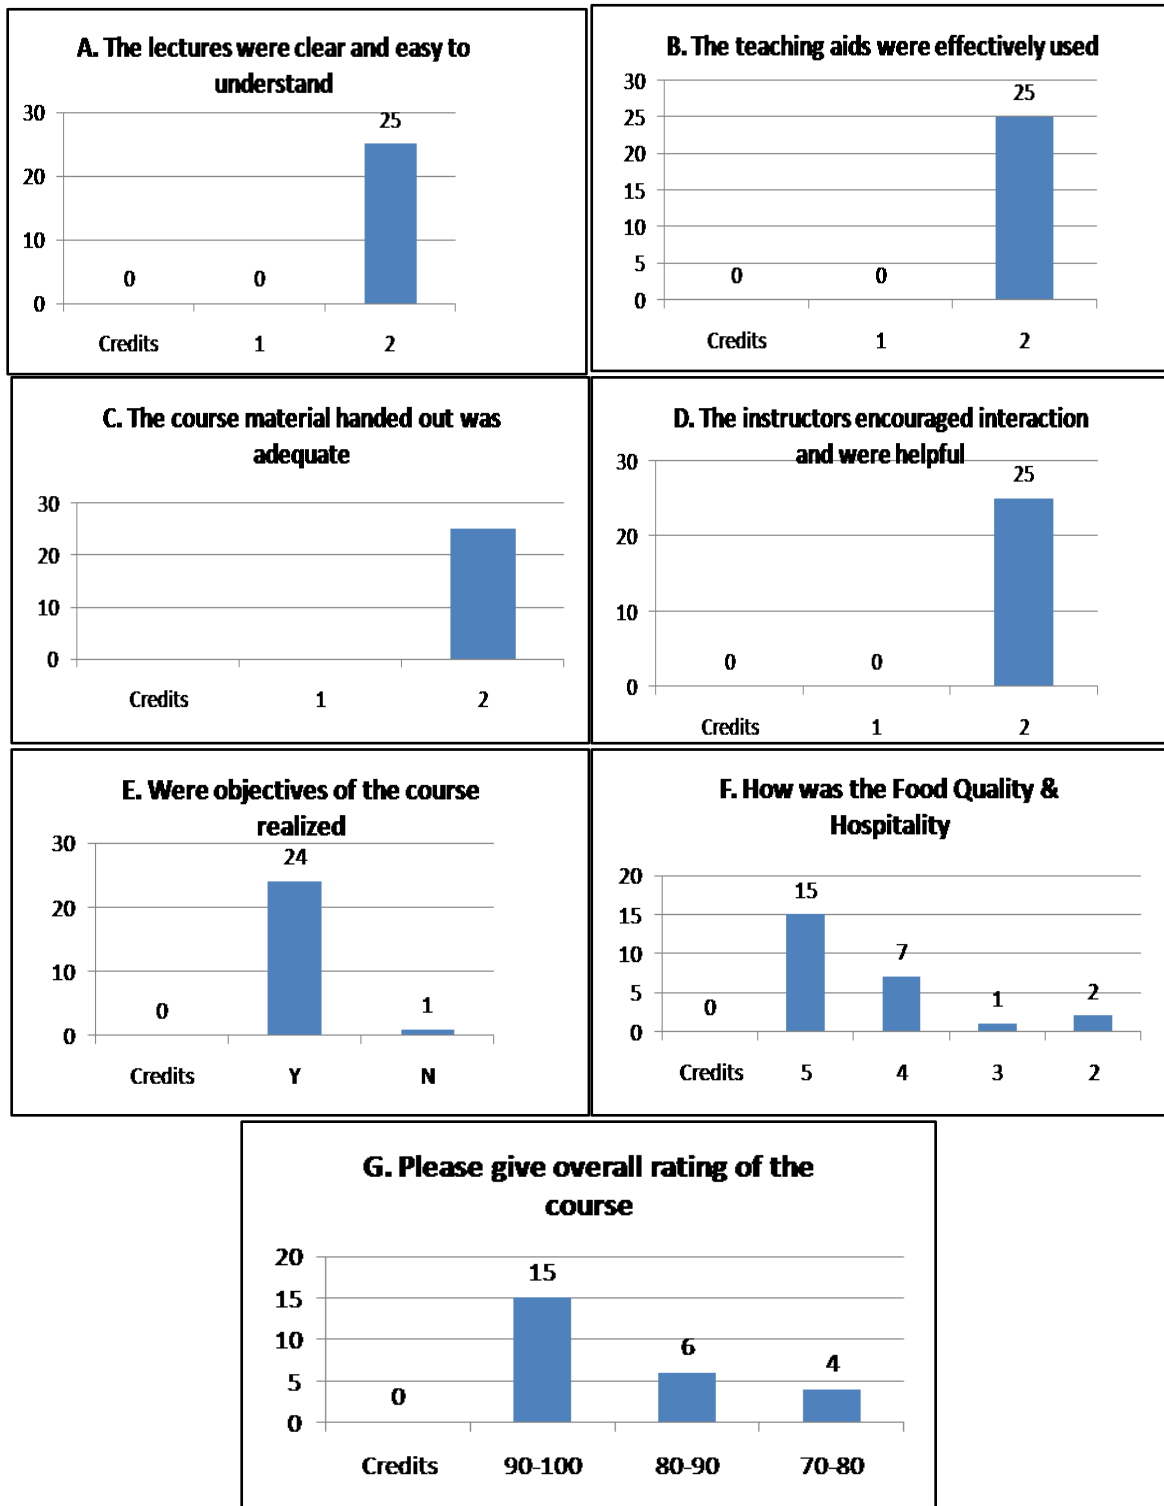 A. The lectures were clear and easy to
understand
30
25
20
10
0
0
0
Credits 1 2
B. The teaching aids were effectively used
30
25
25
20
15
10
5
0
0
0
Credits 1 2
C. The course material handed out was
adequate
30
20
10
0
Credits 1 2
D. The instructors encouraged interaction
and were helpful
30
25
20
10
0
0
0
Credits 1 2
E. Were objectives of the course
realized
30
24
20
10
0
1
0
Credits Y N
F. How was the Food Quality &
Hospitality
20
15
15
10
7
5
0
1
2
0
Credits 5 4 3 2
G. Please give overall rating of the
course
20
15
15
10
6
5
4
0
0
Credits 90-100 80-90 70-80